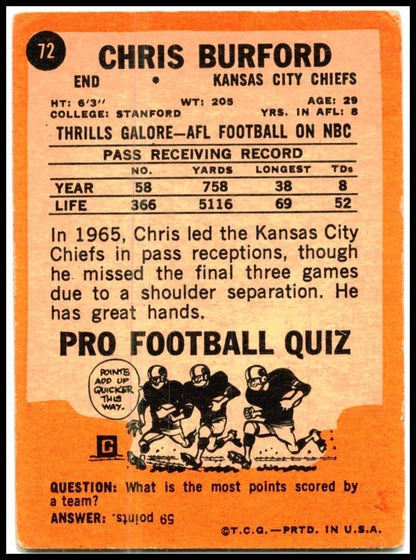 72
CHRIS BURFORD
END • KANSAS CITY CHIEFS
HT: 6'3" WT: 205 AGE: 29
COLLEGE: STANFORD YRS. IN AFL: 8
THRILLS GALORE—AFL FOOTBALL ON NBC
PASS RECEIVING RECORD
NO. YARDS LONGEST TDs
YEAR 58 758 38 8
LIFE 366 5116 69 52
In 1965, Chris led the Kansas City
Chiefs in pass receptions, though
he missed the final three games
due to a shoulder separation. He
has great hands.
PRO FOOTBALL QUIZ
POINTS
ADD UP
QUICKER
THIS
WAY.
C
QUESTION: What is the most points scored by
a team?
ANSWER: 59 points.
©T.C.G.—PRTD. IN U.S.A.